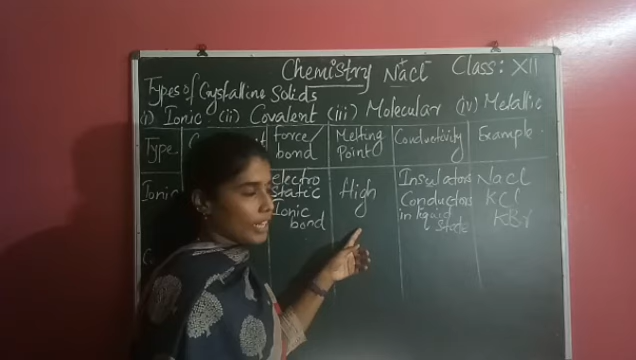 Chemistry NaCl Class: XII
Types of Crystalline Solids
(i) Ionic (ii) Covalent (iii) Molecular (iv) Metallic
Type force/ bond Melting Point Conductivity Example
Ionic electro static Ionic bond High Insulators Conductors in liquid state NaCl KCl KBr